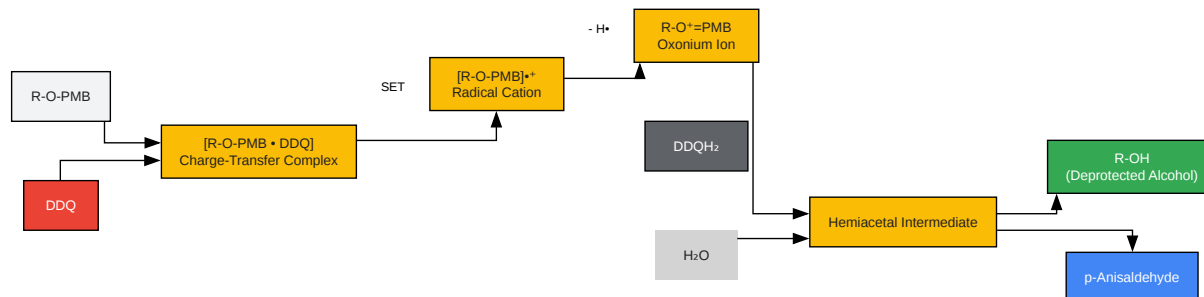 R-O-PMB
DDQ
[R-O-PMB • DDQ]
Charge-Transfer Complex
SET
[R-O-PMB]•⁺
Radical Cation
- H•
R-O⁺=PMB
Oxonium Ion
DDQH₂
H₂O
Hemiacetal Intermediate
R-OH
(Deprotected Alcohol)
p-Anisaldehyde